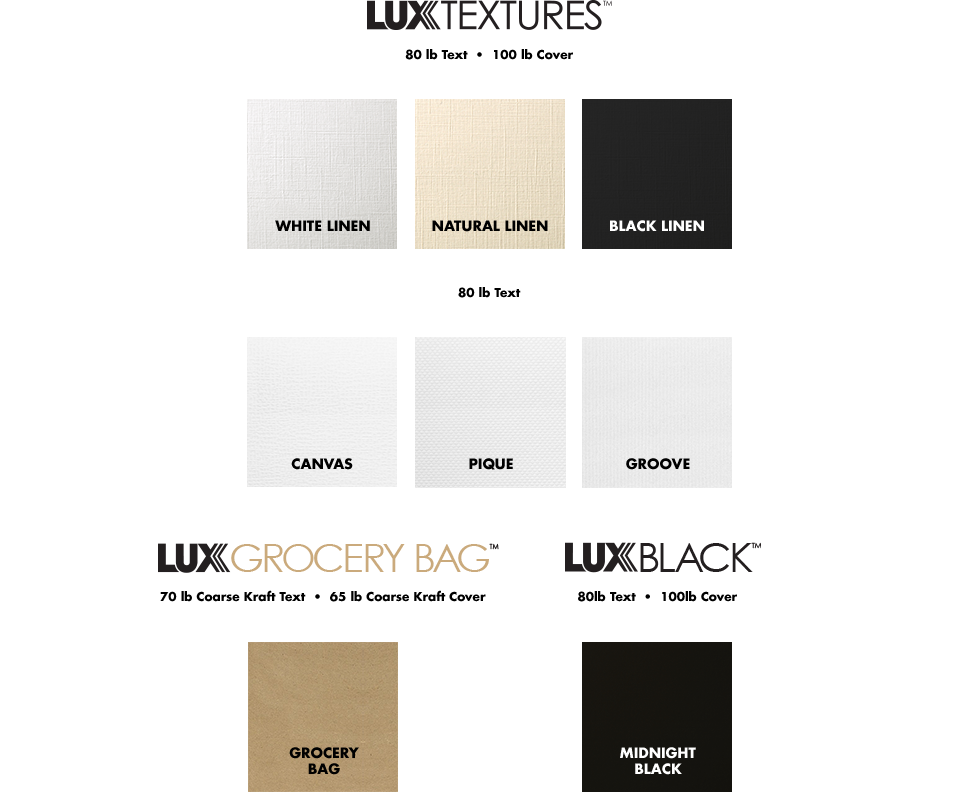 LUXTEXTURES™
80 lb Text • 100 lb Cover
WHITE LINEN
NATURAL LINEN
BLACK LINEN
80 lb Text
CANVAS
PIQUE
GROOVE
LUXGROCERY BAG™
70 lb Coarse Kraft Text • 65 lb Coarse Kraft Cover
GROCERY
BAG
LUXBLACK™
80lb Text • 100lb Cover
MIDNIGHT
BLACK